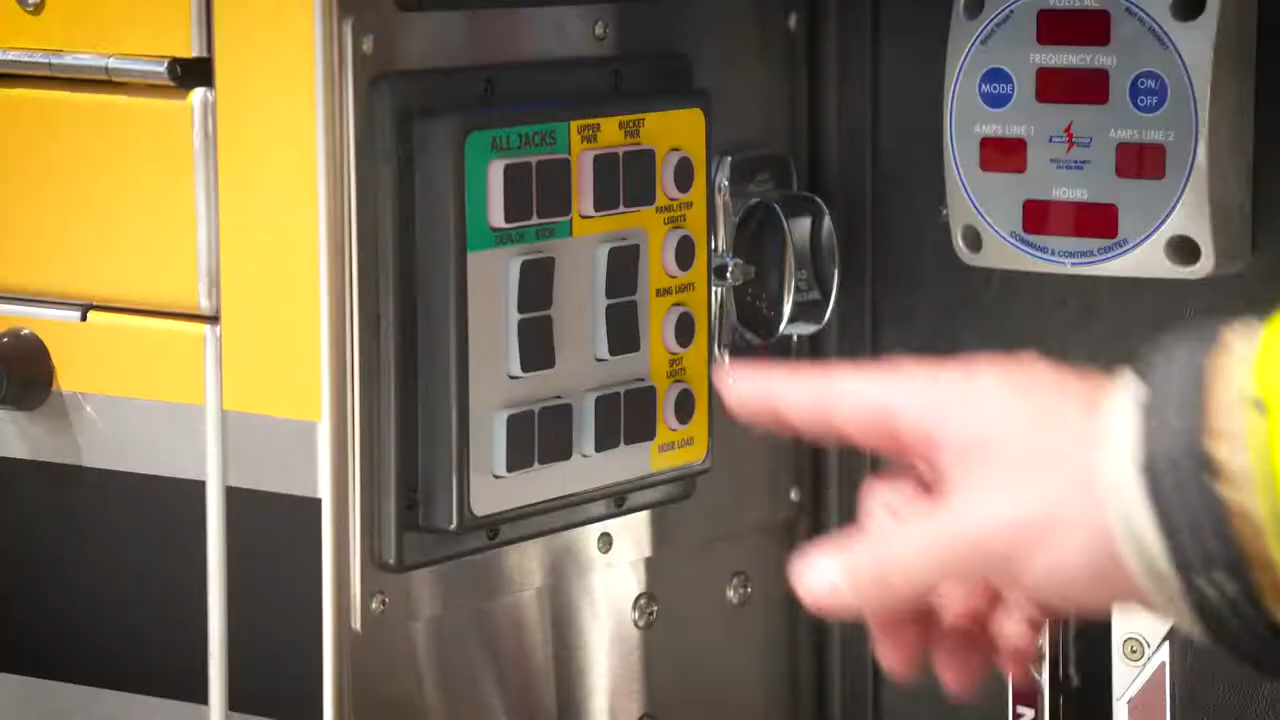 ALL JACKS
DEPLOY STOW
UPPER
PWR
BUCKET
PWR
PANEL/STEP
LIGHTS
RUNG LIGHTS
SPOT
LIGHTS
HOSE LOAD
VOLTS AC
FREQUENCY (Hz)
MODE
ON/
OFF
AMPS LINE 1
AMPS LINE 2
HOURS
COMMAND & CONTROL CENTER